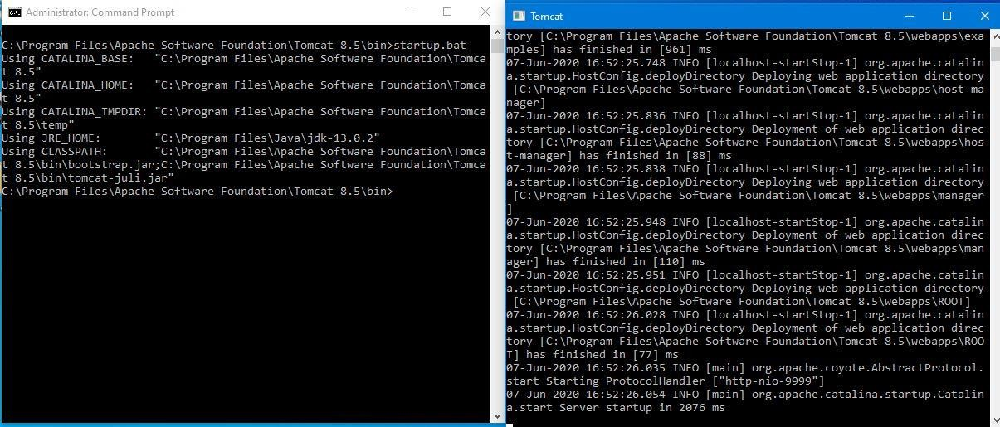 Administrator: Command Prompt
C:\Program Files\Apache Software Foundation\Tomcat 8.5\bin>startup.bat
Using CATALINA_BASE:   "C:\Program Files\Apache Software Foundation\Tomca
t 8.5"
Using CATALINA_HOME:   "C:\Program Files\Apache Software Foundation\Tomca
t 8.5"
Using CATALINA_TMPDIR: "C:\Program Files\Apache Software Foundation\Tomca
t 8.5\temp"
Using JRE_HOME:        "C:\Program Files\Java\jdk-13.0.2"
Using CLASSPATH:       "C:\Program Files\Apache Software Foundation\Tomca
t 8.5\bin\bootstrap.jar;C:\Program Files\Apache Software Foundation\Tomca
t 8.5\bin\tomcat-juli.jar"
C:\Program Files\Apache Software Foundation\Tomcat 8.5\bin>
Tomcat
tory [C:\Program Files\Apache Software Foundation\Tomcat 8.5\webapps\exa
mples] has finished in [961] ms
07-Jun-2020 16:52:25.748 INFO [localhost-startStop-1] org.apache.catalin
a.startup.HostConfig.deployDirectory Deploying web application directory
 [C:\Program Files\Apache Software Foundation\Tomcat 8.5\webapps\host-ma
nager]
07-Jun-2020 16:52:25.836 INFO [localhost-startStop-1] org.apache.catalin
a.startup.HostConfig.deployDirectory Deployment of web application direc
tory [C:\Program Files\Apache Software Foundation\Tomcat 8.5\webapps\hos
t-manager] has finished in [88] ms
07-Jun-2020 16:52:25.838 INFO [localhost-startStop-1] org.apache.catalin
a.startup.HostConfig.deployDirectory Deploying web application directory
 [C:\Program Files\Apache Software Foundation\Tomcat 8.5\webapps\manager
]
07-Jun-2020 16:52:25.948 INFO [localhost-startStop-1] org.apache.catalin
a.startup.HostConfig.deployDirectory Deployment of web application direc
tory [C:\Program Files\Apache Software Foundation\Tomcat 8.5\webapps\man
ager] has finished in [110] ms
07-Jun-2020 16:52:25.951 INFO [localhost-startStop-1] org.apache.catalin
a.startup.HostConfig.deployDirectory Deploying web application directory
 [C:\Program Files\Apache Software Foundation\Tomcat 8.5\webapps\ROOT]
07-Jun-2020 16:52:26.028 INFO [localhost-startStop-1] org.apache.catalin
a.startup.HostConfig.deployDirectory Deployment of web application direc
tory [C:\Program Files\Apache Software Foundation\Tomcat 8.5\webapps\ROO
T] has finished in [77] ms
07-Jun-2020 16:52:26.035 INFO [main] org.apache.coyote.AbstractProtocol.
start Starting ProtocolHandler ["http-nio-9999"]
07-Jun-2020 16:52:26.054 INFO [main] org.apache.catalina.startup.Catalin
a.start Server startup in 2076 ms